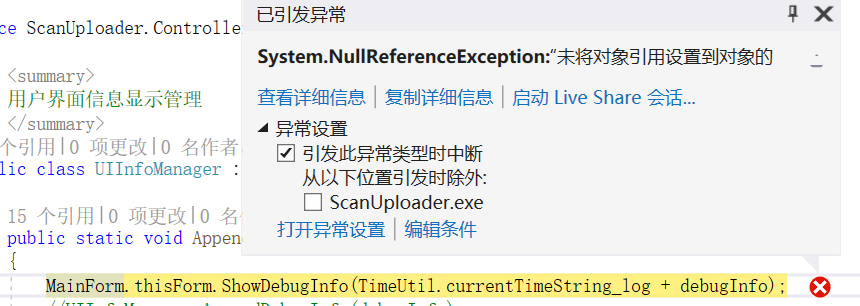 已引发异常
System.NullReferenceException:“未将对象引用设置到对象的
查看详细信息 | 复制详细信息 | 启动 Live Share 会话...
异常设置
引发此异常类型时中断
从以下位置引发时除外:
ScanUploader.exe
打开异常设置 | 编辑条件
ce ScanUploader.Controller
<summary>
用户界面信息显示管理
</summary>
个引用|0 项更改|0 名作者
lic class UIInfoManager :
15 个引用|0 项更改|0 名
public static void Appen
{
MainForm.thisForm.ShowDebugInfo(TimeUtil.currentTimeString_log + debugInfo);